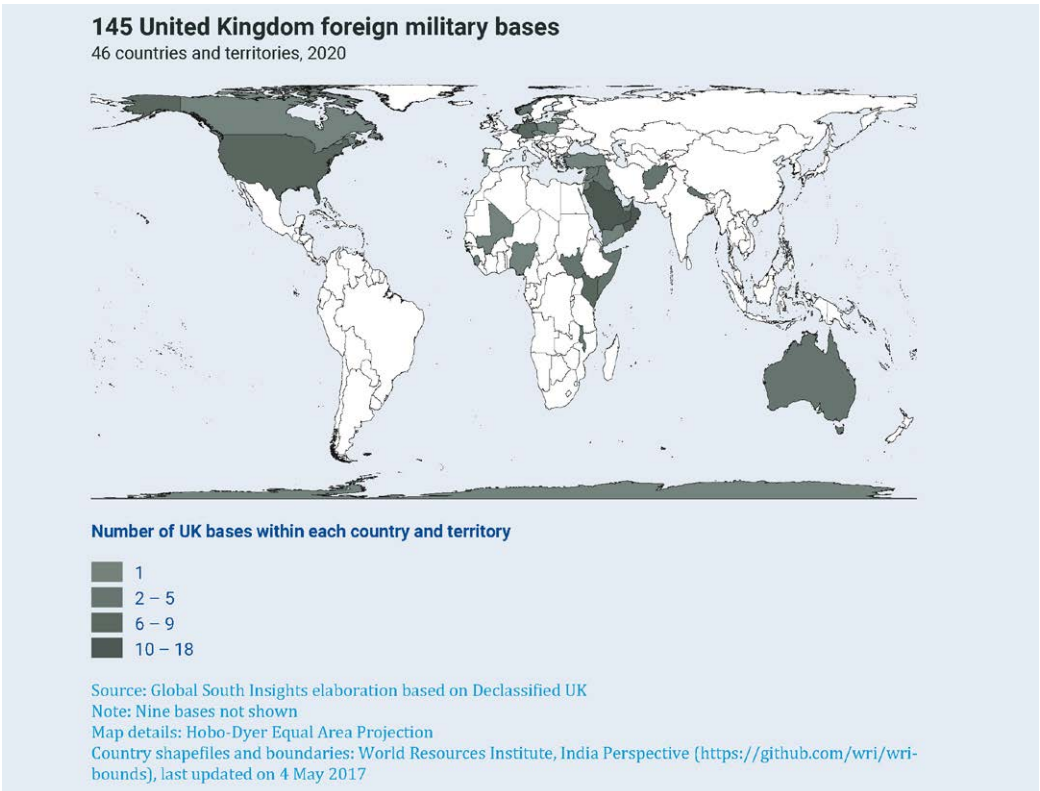 145 United Kingdom foreign military bases
46 countries and territories, 2020
Number of UK bases within each country and territory
1
2 – 5
6 – 9
10 – 18
Source: Global South Insights elaboration based on Declassified UK
Note: Nine bases not shown
Map details: Hobo-Dyer Equal Area Projection
Country shapefiles and boundaries: World Resources Institute, India Perspective (https://github.com/wri/wri-
bounds), last updated on 4 May 2017